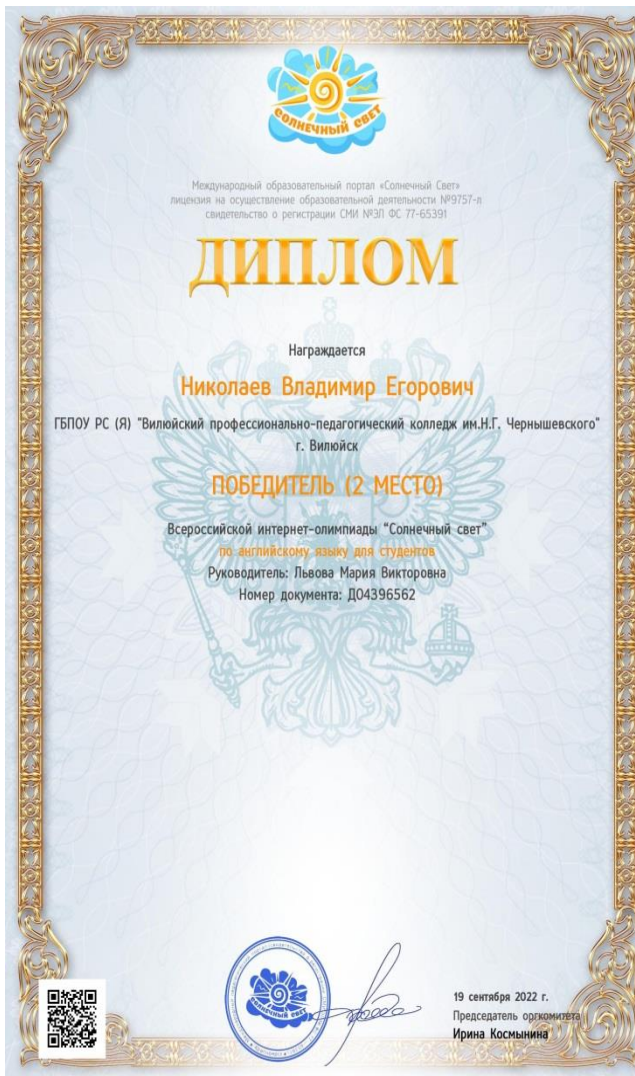 СОЛНЕЧНЫЙ СВЕТ
Международный образовательный портал «Солнечный Свет»
лицензия на осуществление образовательной деятельности №9757-л
свидетельство о регистрации СМИ №ЭЛ ФС 77-65391
ДИПЛОМ
Награждается
Николаев Владимир Егорович
ГБПОУ РС (Я) "Вилюйский профессионально-педагогический колледж им.Н.Г. Чернышевского"
г. Вилюйск
ПОБЕДИТЕЛЬ (2 МЕСТО)
Всероссийской интернет-олимпиады “Солнечный свет”
по английскому языку для студентов
Руководитель: Львова Мария Викторовна
Номер документа: ДО4396562
СОЛНЕЧНЫЙ СВЕТ
19 сентября 2022 г.
Председатель оргкомитета
Ирина Космынина